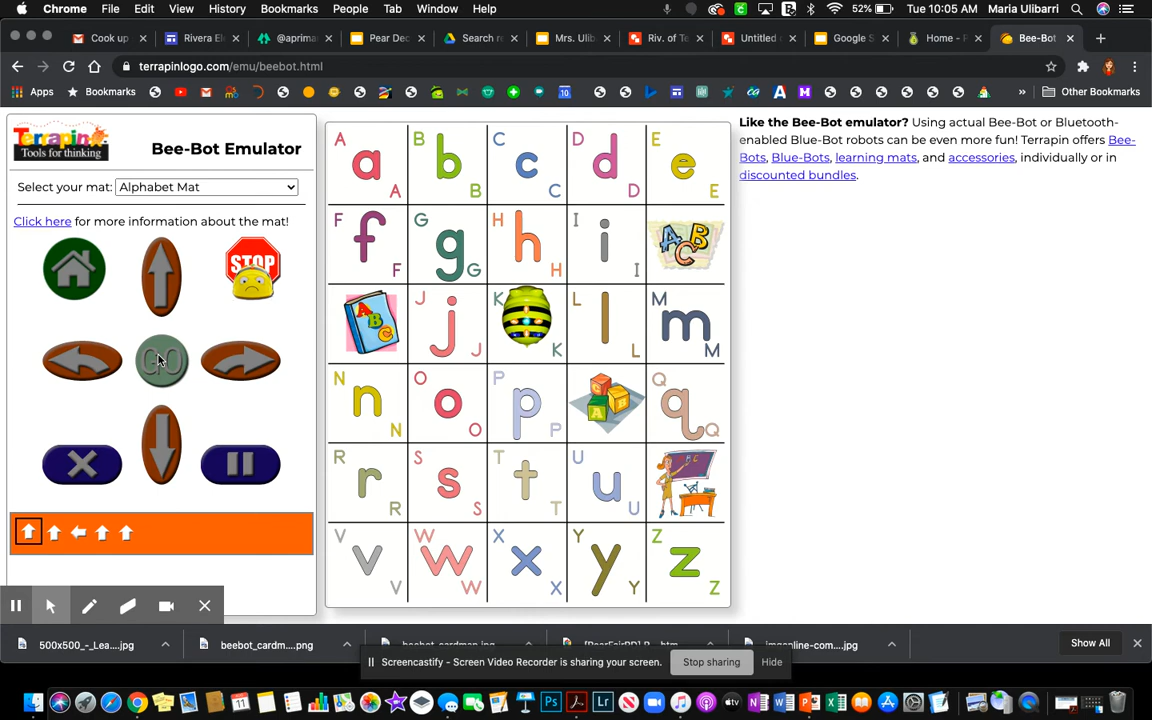 Chrome File Edit View History Bookmarks People Tab Window Help 52% Tue 10:05 AM Maria Ulibarri
Cook up Rivera El @aprima Pear Dec Search re Mrs. Ulib Riv. of Te Untitled Google S Home - P Bee-Bot
terrapinlogo.com/emu/beebot.html
Apps Bookmarks 10 Other Bookmarks
Terrapin
Tools for thinking
Bee-Bot Emulator
Select your mat: Alphabet Mat
Click here for more information about the mat!
STOP
GO
A a A B b B C c C D d D E e E
F f F G g G H h H I i I A B C
A B C J j J K K L l L M m M
N n N O o O P p P A B Q q Q
R r R S s S T t T U u U
V v V W w W X x X Y y Y Z z Z
Like the Bee-Bot emulator? Using actual Bee-Bot or Bluetooth-
enabled Blue-Bot robots can be even more fun! Terrapin offers Bee-
Bots, Blue-Bots, learning mats, and accessories, individually or in
discounted bundles.
500x500_-_Lea....jpg beebot_cardm....png beebot_cardman.jpg imgonline-com...jpg Show All
Screencastify - Screen Video Recorder is sharing your screen. Stop sharing Hide